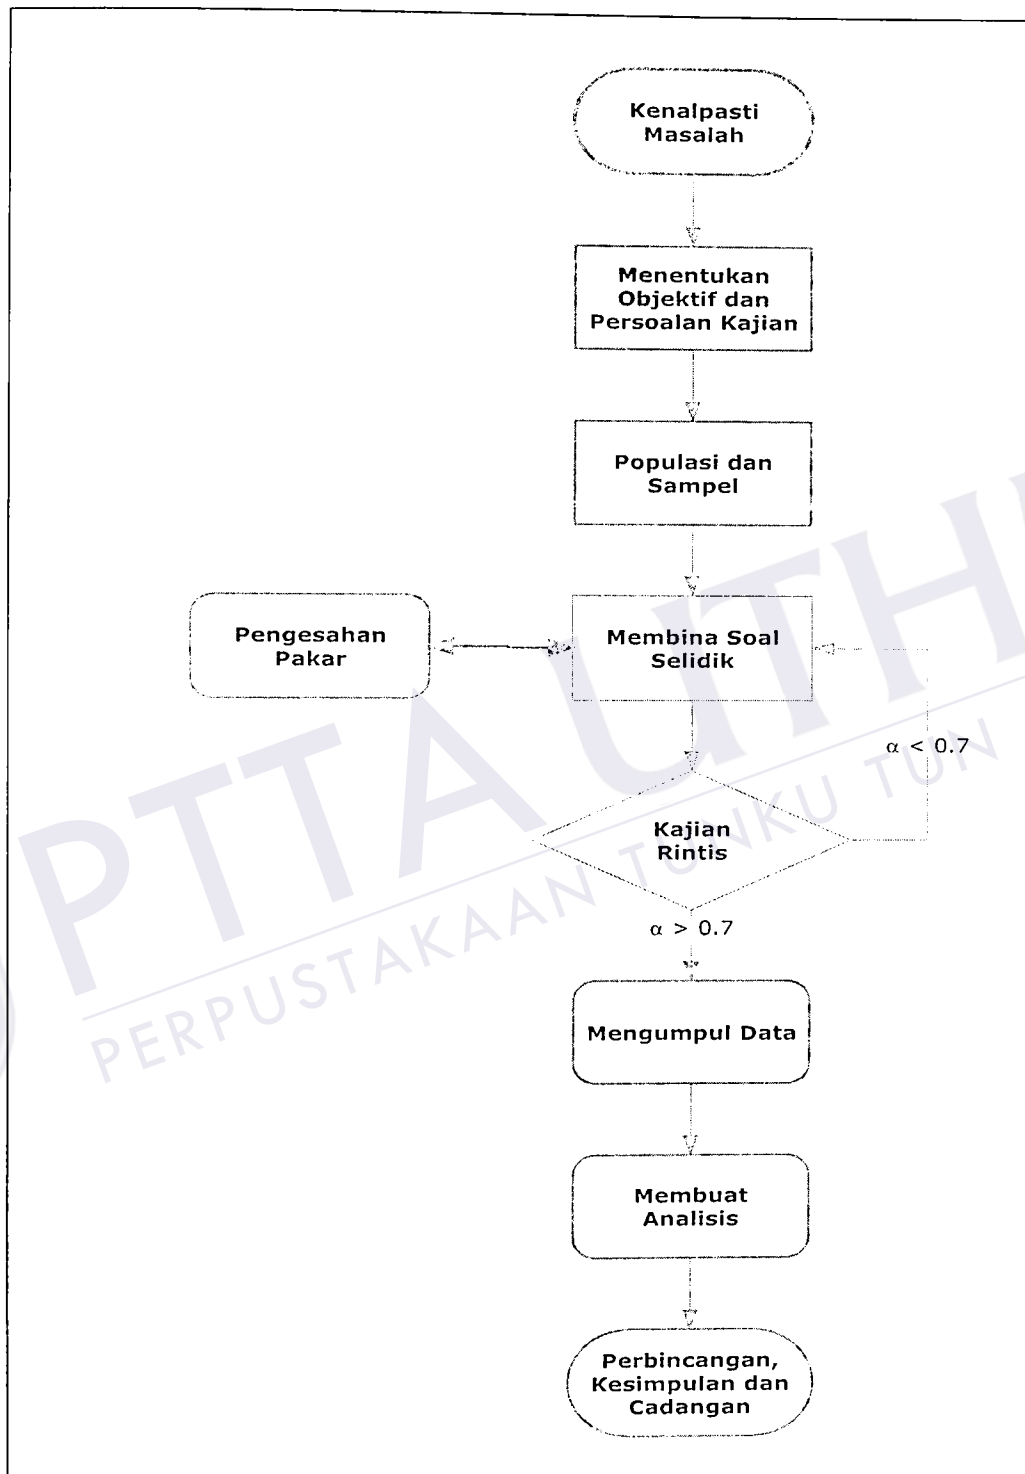 Kenalpasti
Masalah
Menentukan
Objektif dan
Persoalan Kajian
Populasi dan
Sampel
Pengesahan
Pakar
Membina Soal
Selidik
α < 0.7
Kajian
Rintis
α > 0.7
Mengumpul Data
Membuat
Analisis
Perbincangan,
Kesimpulan dan
Cadangan
PTTA UTH
PERPUSTAKAAN TUNKU TUN